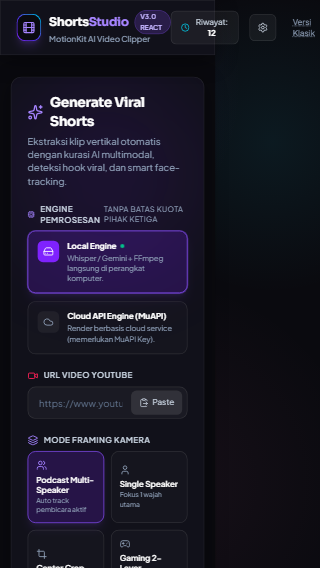 ShortsStudio
V3.0
REACT
MotionKit AI Video Clipper
Riwayat:
12
Versi
Klasik
Generate Viral
Shorts
Ekstraksi klip vertikal otomatis
dengan kurasi AI multimodal,
deteksi hook viral, dan smart face-
tracking.
ENGINE
PEMROSESAN
TANPA BATAS KUOTA
PIHAK KETIGA
Local Engine
Whisper / Gemini + FFmpeg
langsung di perangkat
komputer.
Cloud API Engine (MuAPI)
Render berbasis cloud service
(memerlukan MuAPI Key).
URL VIDEO YOUTUBE
https://www.youtu
Paste
MODE FRAMING KAMERA
Podcast Multi-
Speaker
Auto track
pembicara aktif
Single Speaker
Fokus 1 wajah
utama
Center Crop
Gaming 2-
Layer